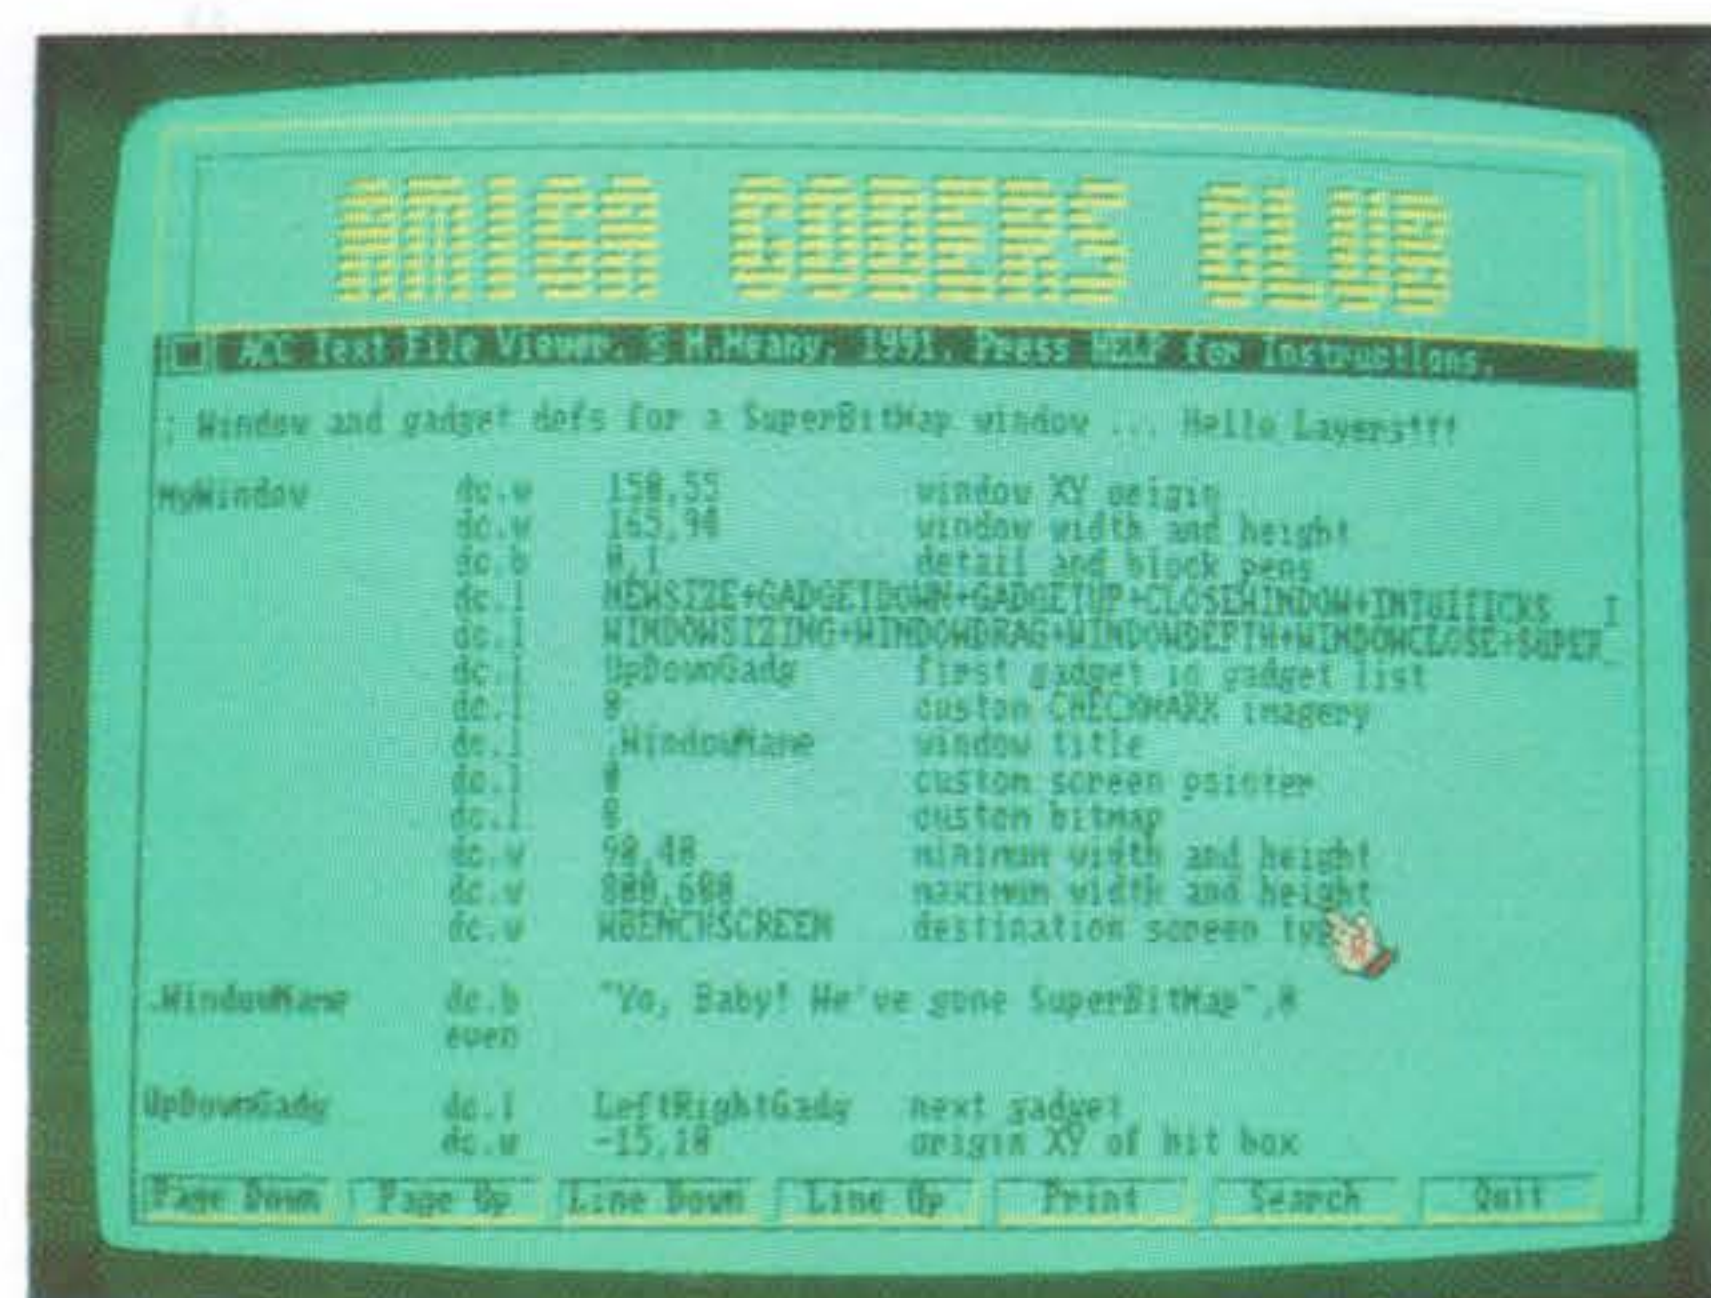 AMIGA CODERS CLUB
ACC Text File Viewer. © M.Meany, 1991. Press HELP for Instructions.
; Window and gadget defs for a SuperBitMap window ... Hello Layers!!!
MyWindow dc.w 150,55 window XY origin
dc.w 165,90 window width and height
dc.b 0,1 detail and block pens
dc.l NEWSIZE+GADGETDOWN+GADGETUP+CLOSEWINDOW+INTUITICKS I
dc.l WINDOWSIZING+WINDOWDRAG+WINDOWDEPTH+WINDOWCLOSE+SUPER_
dc.l UpDownGadg first gadget in gadget list
dc.l 0 custom CHECKMARK imagery
dc.l .WindowName window title
dc.l 0 custom screen pointer
dc.l 0 custom bitmap
dc.w 90,40 minimum width and height
dc.w 800,600 maximum width and height
dc.w WBENCHSCREEN destination screen
.WindowName dc.b "Yo, Baby! We've gone SuperBitMap",0
even
UpDownGadg dc.l LeftRightGadg next gadget
dc.w -15,10 origin XY of hit box
Page Down Page Up Line Down Line Up Print Search Quit